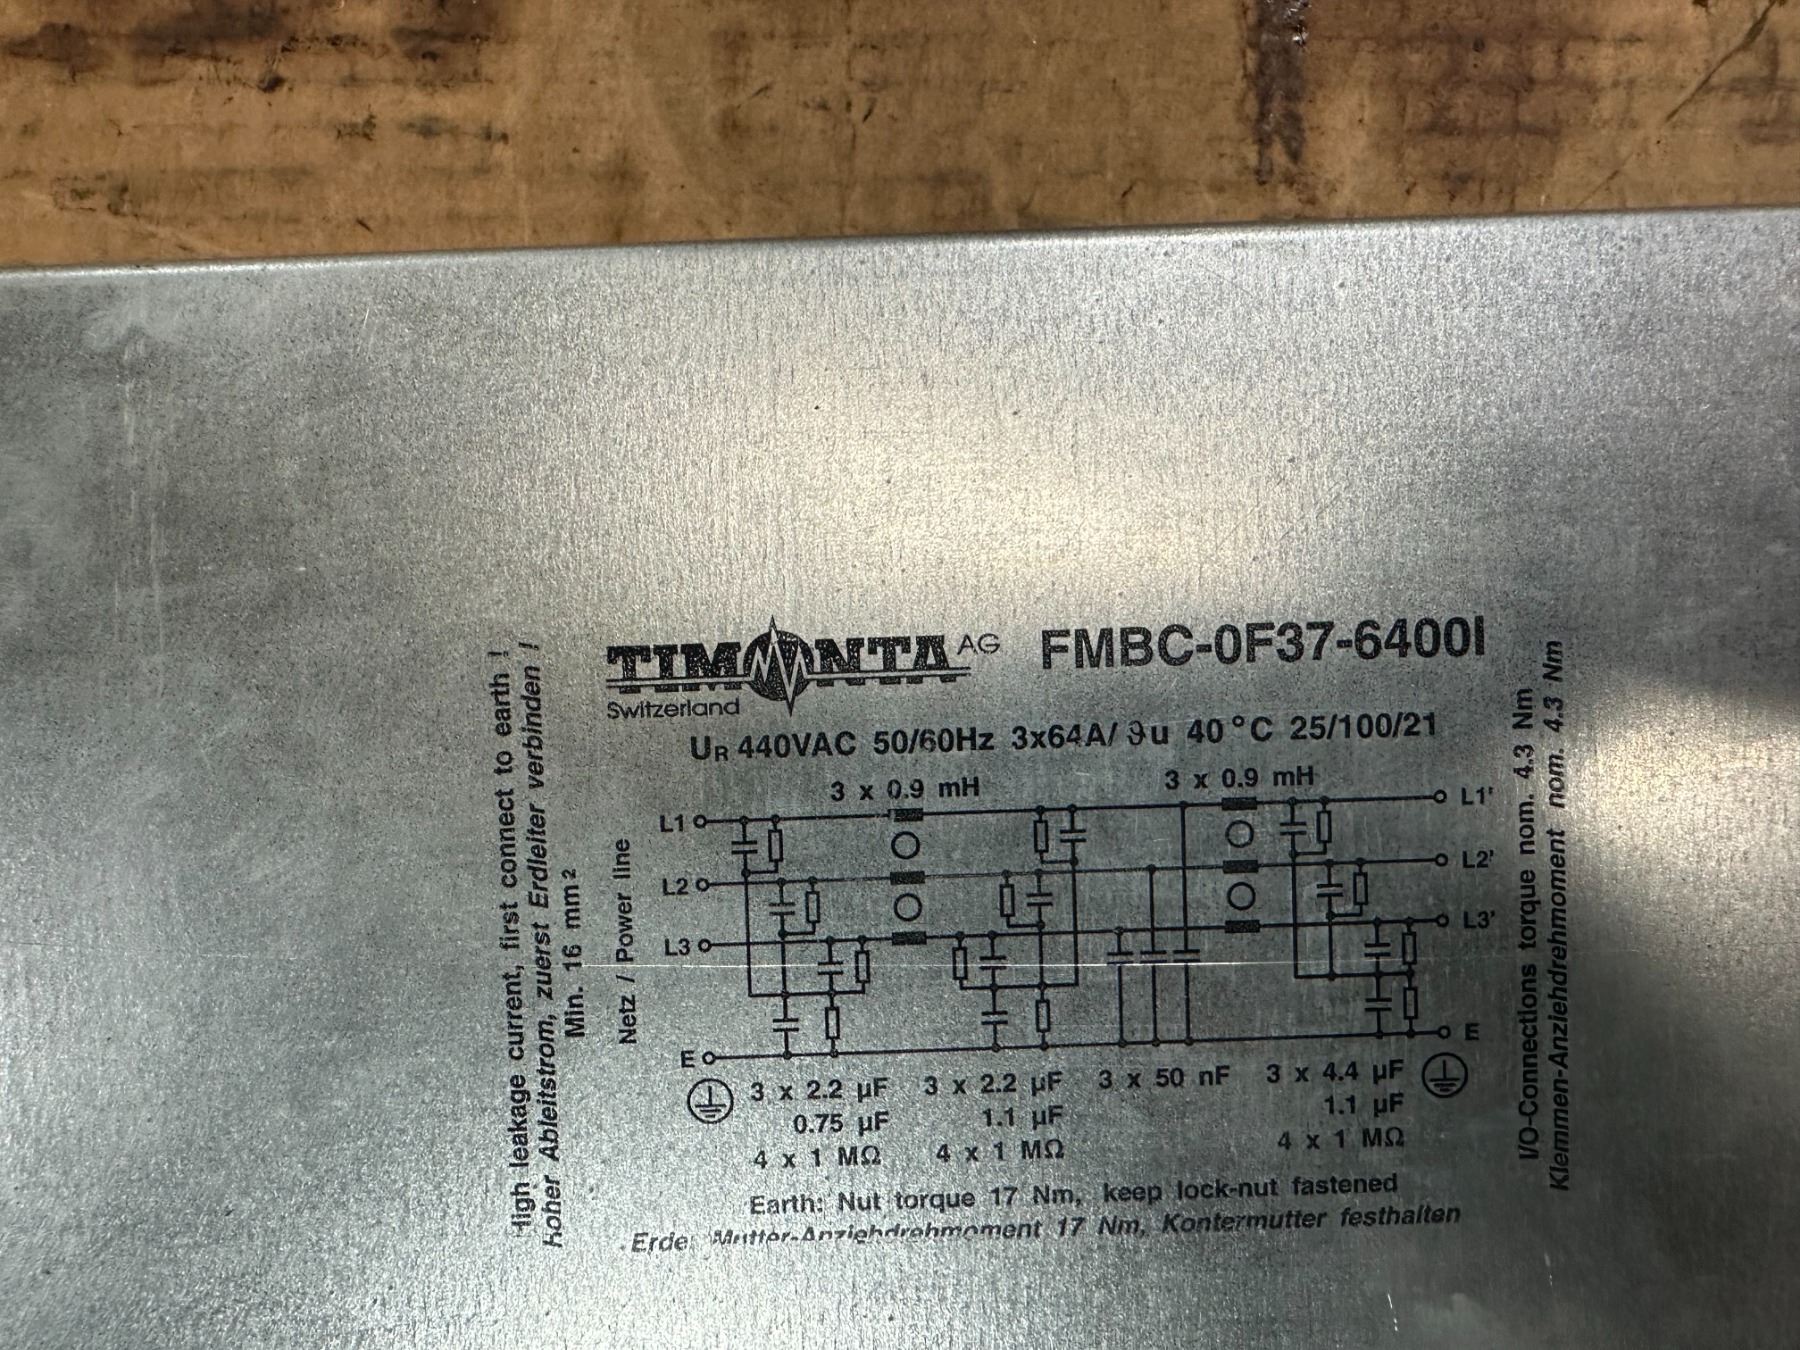 TIMONTA AG
Switzerland
FMBC-0F37-6400I
UR 440VAC 50/60Hz 3x64A/ϑu 40°C 25/100/21
3 x 0.9 mH
3 x 0.9 mH
L1
L1'
L2
L2'
L3
L3'
E
E
3 x 2.2 µF
3 x 2.2 µF
3 x 50 nF
3 x 4.4 µF
0.75 µF
1.1 µF
1.1 µF
4 x 1 MΩ
4 x 1 MΩ
4 x 1 MΩ
Earth: Nut torque 17 Nm, keep lock-nut fastened
Erde: Mutter-Anziehdrehmoment 17 Nm, Kontermutter festhalten
High leakage current, first connect to earth !
Hoher Ableitstrom, zuerst Erdleiter verbinden !
Min. 16 mm²
Netz / Power line
I/O-Connections torque nom. 4.3 Nm
Klemmen-Anziehdrehmoment nom. 4.3 Nm